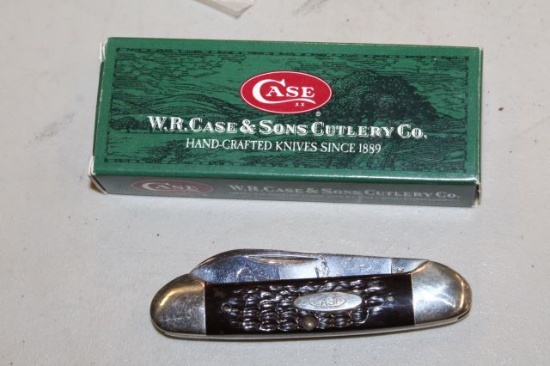 CASE
XX
®
W.R. CASE & SONS CUTLERY CO.
HAND-CRAFTED KNIVES SINCE 1889
CASE
W.R. CASE & SONS CUTLERY CO.
CASE